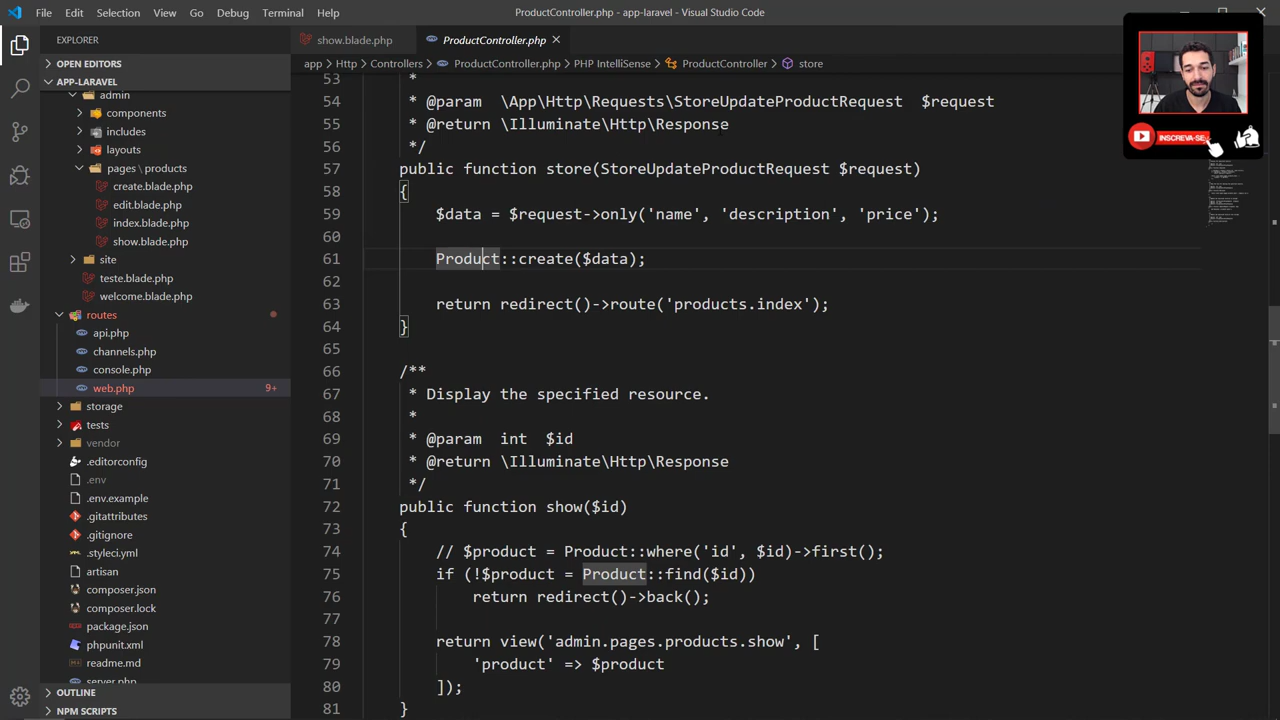 File Edit Selection View Go Debug Terminal Help
ProductController.php - app-laravel - Visual Studio Code
EXPLORER
OPEN EDITORS
APP-LARAVEL
admin
components
includes
layouts
pages \ products
create.blade.php
edit.blade.php
index.blade.php
show.blade.php
site
teste.blade.php
welcome.blade.php
routes
api.php
channels.php
console.php
web.php 9+
storage
tests
vendor
.editorconfig
.env
.env.example
.gitattributes
.gitignore
.styleci.yml
artisan
composer.json
composer.lock
package.json
phpunit.xml
readme.md
server.php
OUTLINE
NPM SCRIPTS
show.blade.php ProductController.php
app > Http > Controllers > ProductController.php > PHP IntelliSense > ProductController > store
53 *
54 * @param \App\Http\Requests\StoreUpdateProductRequest $request
55 * @return \Illuminate\Http\Response
56 */
57 public function store(StoreUpdateProductRequest $request)
58 {
59 $data = $request->only('name', 'description', 'price');
60
61 Product::create($data);
62
63 return redirect()->route('products.index');
64 }
65
66 /**
67 * Display the specified resource.
68 *
69 * @param int $id
70 * @return \Illuminate\Http\Response
71 */
72 public function show($id)
73 {
74 // $product = Product::where('id', $id)->first();
75 if (!$product = Product::find($id))
76 return redirect()->back();
77
78 return view('admin.pages.products.show', [
79 'product' => $product
80 ]);
81 }
INSCREVA-SE